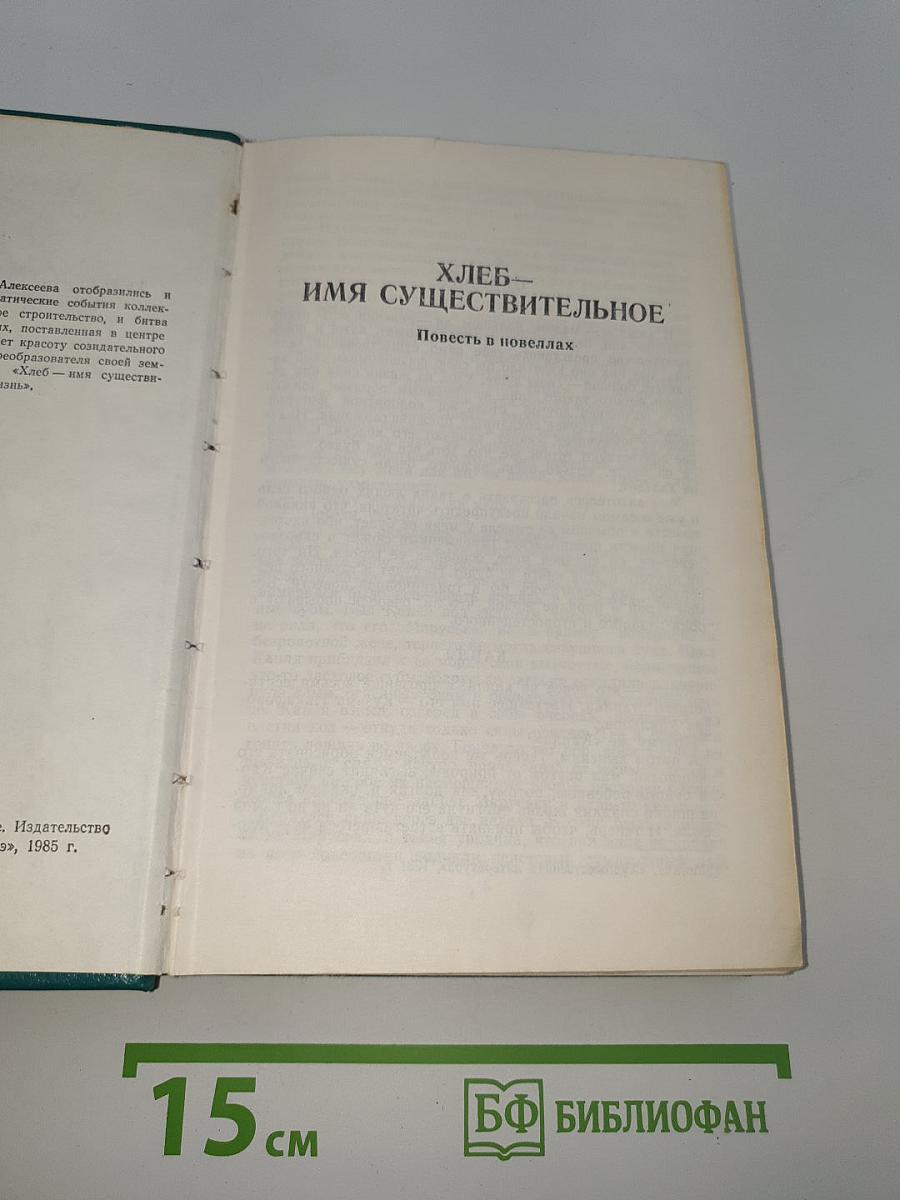 Алексеева отобразились и
атические события коллек-
ое строительство, и битва
их, поставленная в центре
ет красоту созидательного
реобразователя своей зем-
«Хлеб — имя существи-
изнь».
е. Издательство
э», 1985 г.
ХЛЕБ—
ИМЯ СУЩЕСТВИТЕЛЬНОЕ
Повесть в новеллах
15 см
БФ БИБЛИОФАН